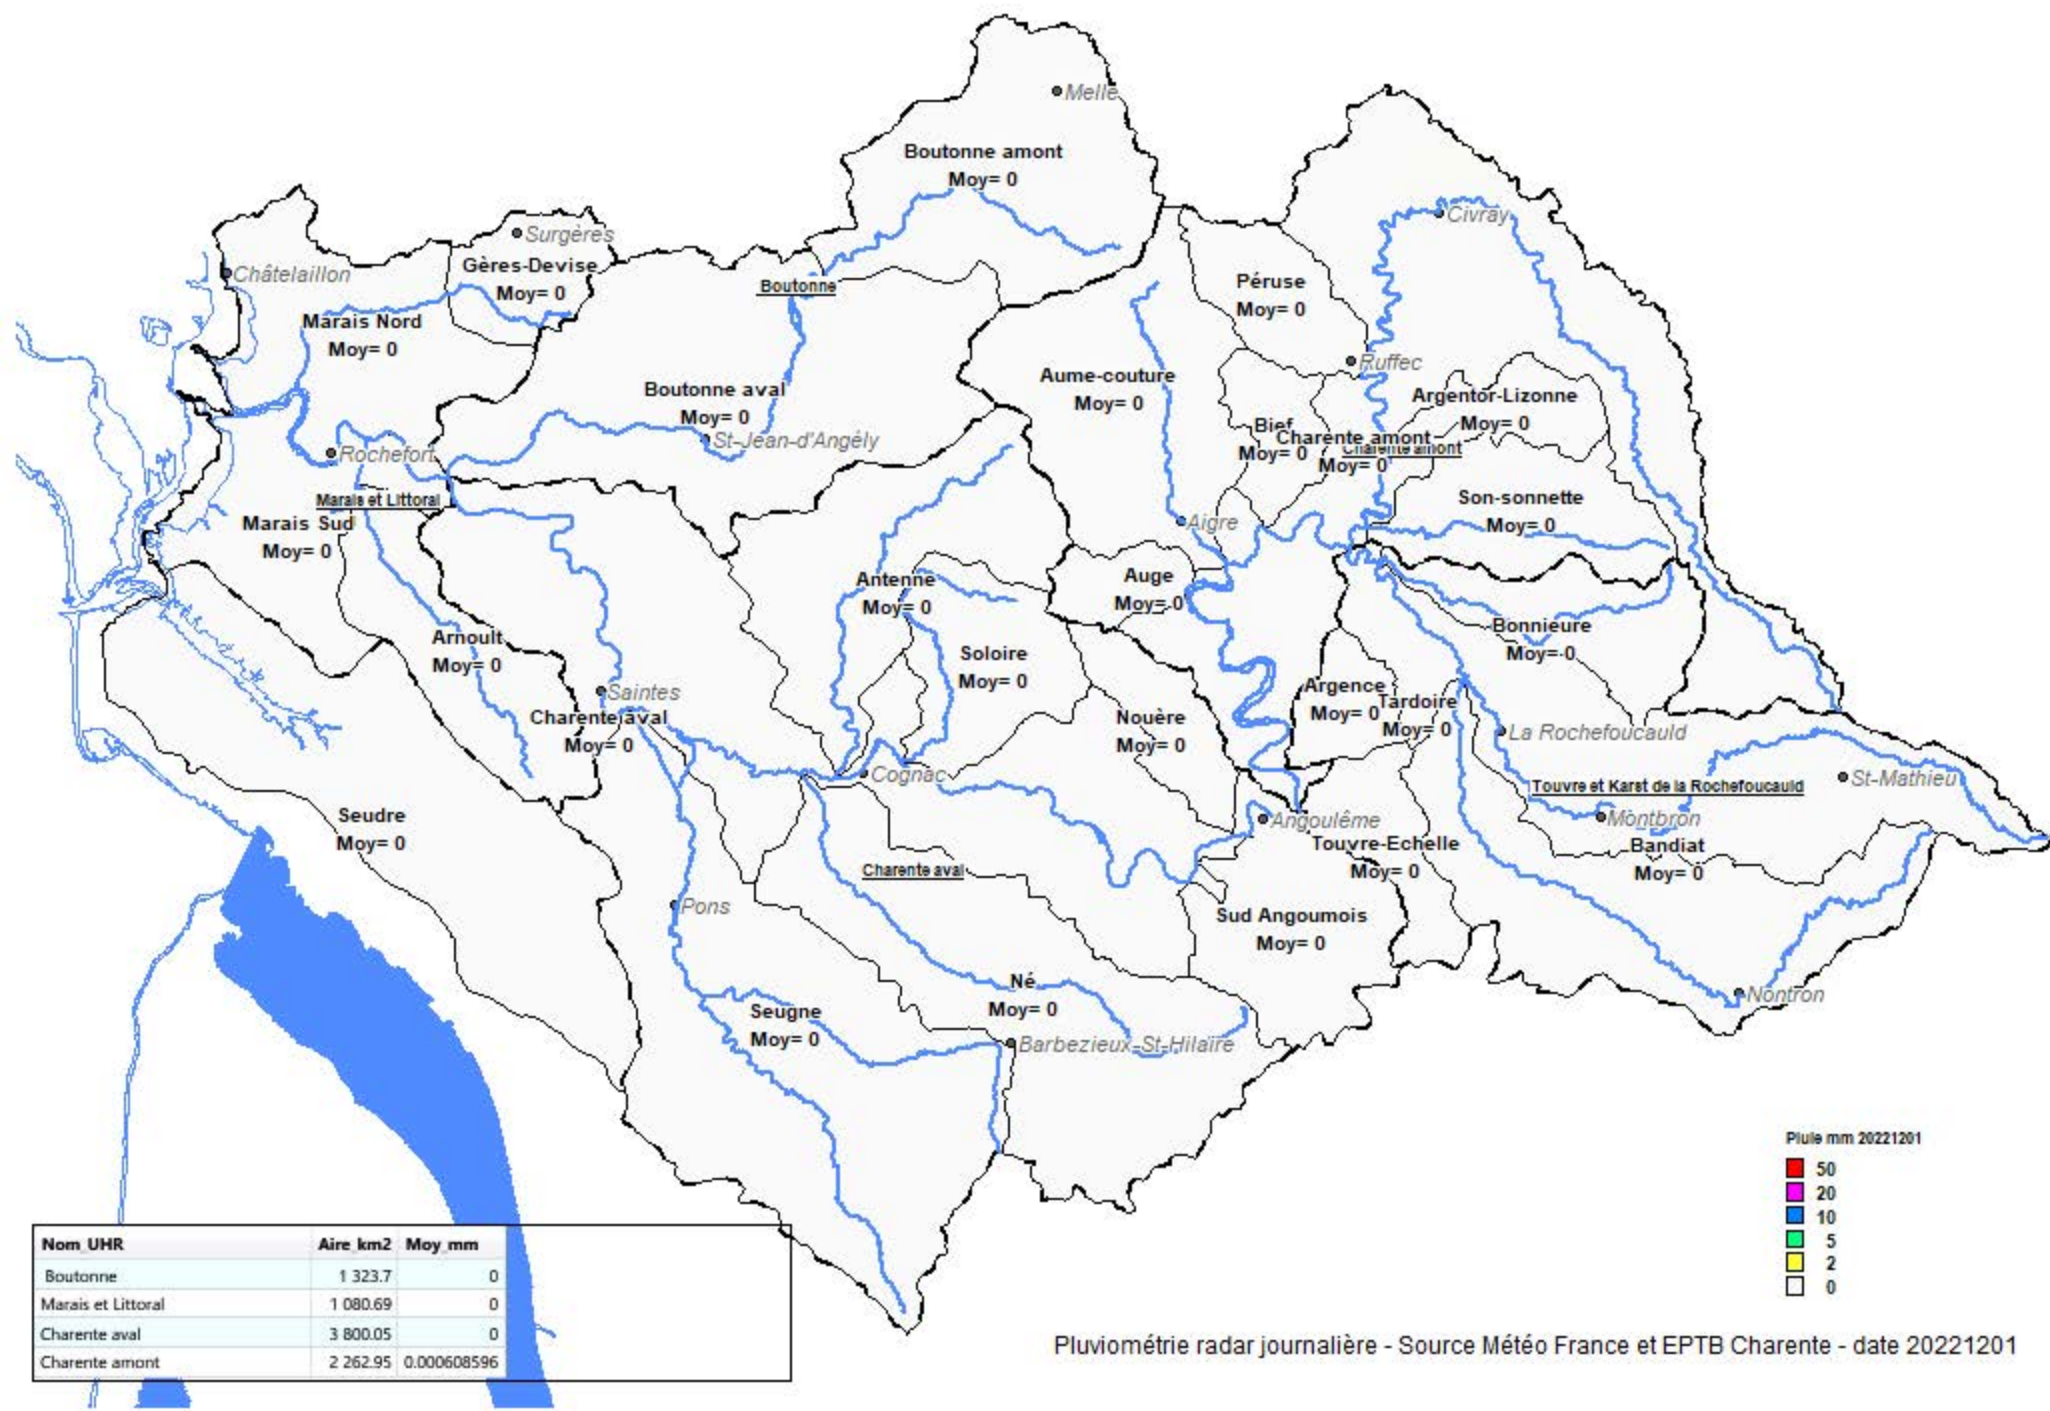 Melle
Boutonne amont
Moy= 0
Civray
Surgères
Châtelaillon
Gères-Devise
Moy= 0
Boutonne
Péruse
Moy= 0
Marais Nord
Moy= 0
Ruffec
Boutonne aval
Moy= 0
Aume-couture
Moy= 0
Argentor-Lizonne
Moy= 0
St-Jean-d'Angély
Bief
Moy= 0
Charente amont
Moy= 0
Charente amont
Rochefort
Marais et Littoral
Son-sonnette
Moy= 0
Marais Sud
Moy= 0
Aigre
Antenne
Moy= 0
Auge
Moy= 0
Bonnieure
Moy= 0
Arnoult
Moy= 0
Soloire
Moy= 0
Saintes
Argence
Moy= 0
Tardoire
Moy= 0
Charente aval
Moy= 0
Nouère
Moy= 0
La Rochefoucauld
Cognac
Touvre et Karst de la Rochefoucauld
St-Mathieu
Seudre
Moy= 0
Angoulême
Montbron
Touvre-Echelle
Moy= 0
Bandiat
Moy= 0
Charente aval
Pons
Sud Angoumois
Moy= 0
Né
Moy= 0
Nontron
Seugne
Moy= 0
Barbezieux-St-Hilaire
Pluie mm 20221201
50
20
10
5
2
0
Nom_UHR Aire_km2 Moy_mm
Boutonne 1 323.7 0
Marais et Littoral 1 080.69 0
Charente aval 3 800.05 0
Charente amont 2 262.95 0.000608596
Pluviométrie radar journalière - Source Météo France et EPTB Charente - date 20221201